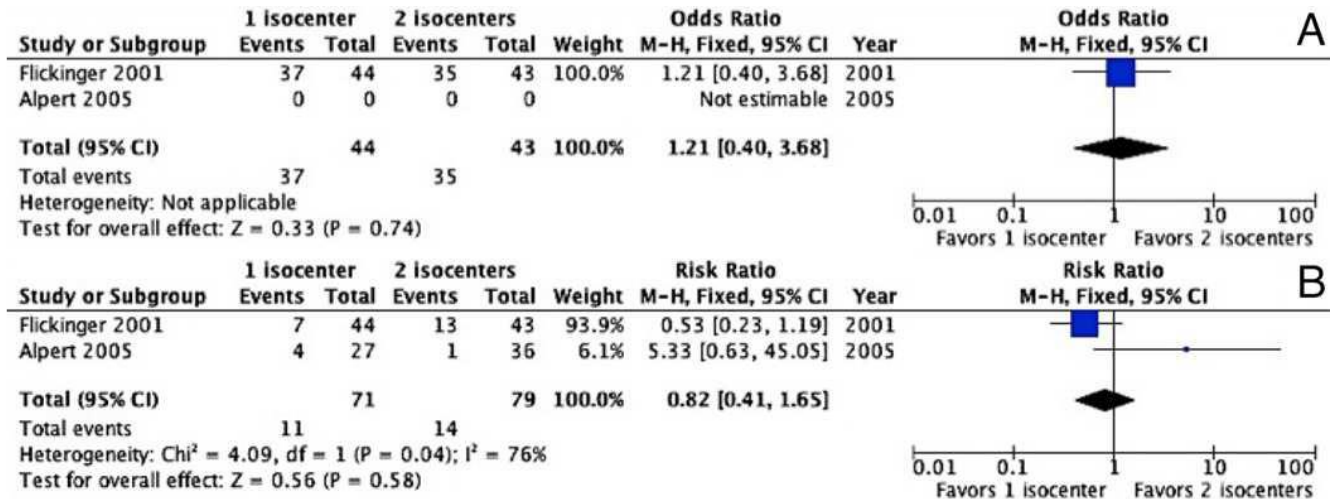 1 isocenter 2 isocenters Odds Ratio Odds Ratio A
Study or Subgroup Events Total Events Total Weight M-H, Fixed, 95% CI Year M-H, Fixed, 95% CI
Flickinger 2001 37 44 35 43 100.0% 1.21 [0.40, 3.68] 2001
Alpert 2005 0 0 0 0 Not estimable 2005
Total (95% CI) 44 43 100.0% 1.21 [0.40, 3.68]
Total events 37 35
Heterogeneity: Not applicable
Test for overall effect: Z = 0.33 (P = 0.74)
0.01 0.1 1 10 100
Favors 1 isocenter Favors 2 isocenters
1 isocenter 2 isocenters Risk Ratio Risk Ratio B
Study or Subgroup Events Total Events Total Weight M-H, Fixed, 95% CI Year M-H, Fixed, 95% CI
Flickinger 2001 7 44 13 43 93.9% 0.53 [0.23, 1.19] 2001
Alpert 2005 4 27 1 36 6.1% 5.33 [0.63, 45.05] 2005
Total (95% CI) 71 79 100.0% 0.82 [0.41, 1.65]
Total events 11 14
Heterogeneity: Chi² = 4.09, df = 1 (P = 0.04); I² = 76%
Test for overall effect: Z = 0.56 (P = 0.58)
0.01 0.1 1 10 100
Favors 1 isocenter Favors 2 isocenters